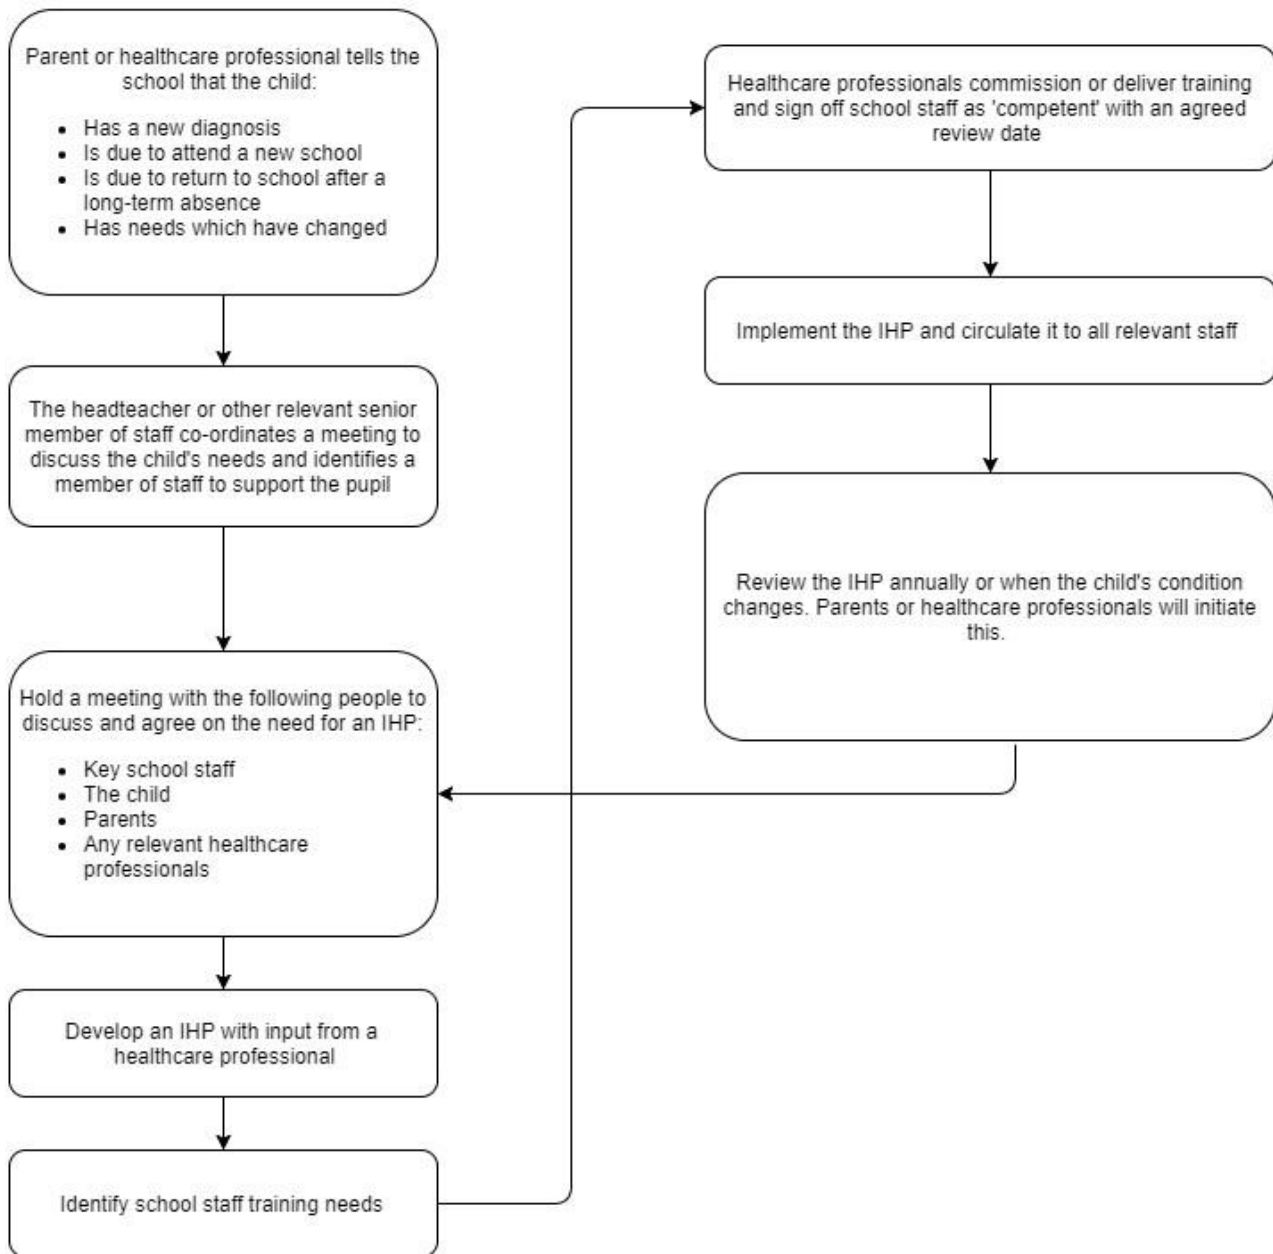 Parent or healthcare professional tells the
school that the child:
• Has a new diagnosis
• Is due to attend a new school
• Is due to return to school after a
long-term absence
• Has needs which have changed
The headteacher or other relevant senior
member of staff co-ordinates a meeting to
discuss the child's needs and identifies a
member of staff to support the pupil
Hold a meeting with the following people to
discuss and agree on the need for an IHP:
• Key school staff
• The child
• Parents
• Any relevant healthcare
professionals
Develop an IHP with input from a
healthcare professional
Identify school staff training needs
Healthcare professionals commission or deliver training
and sign off school staff as 'competent' with an agreed
review date
Implement the IHP and circulate it to all relevant staff
Review the IHP annually or when the child's condition
changes. Parents or healthcare professionals will initiate
this.